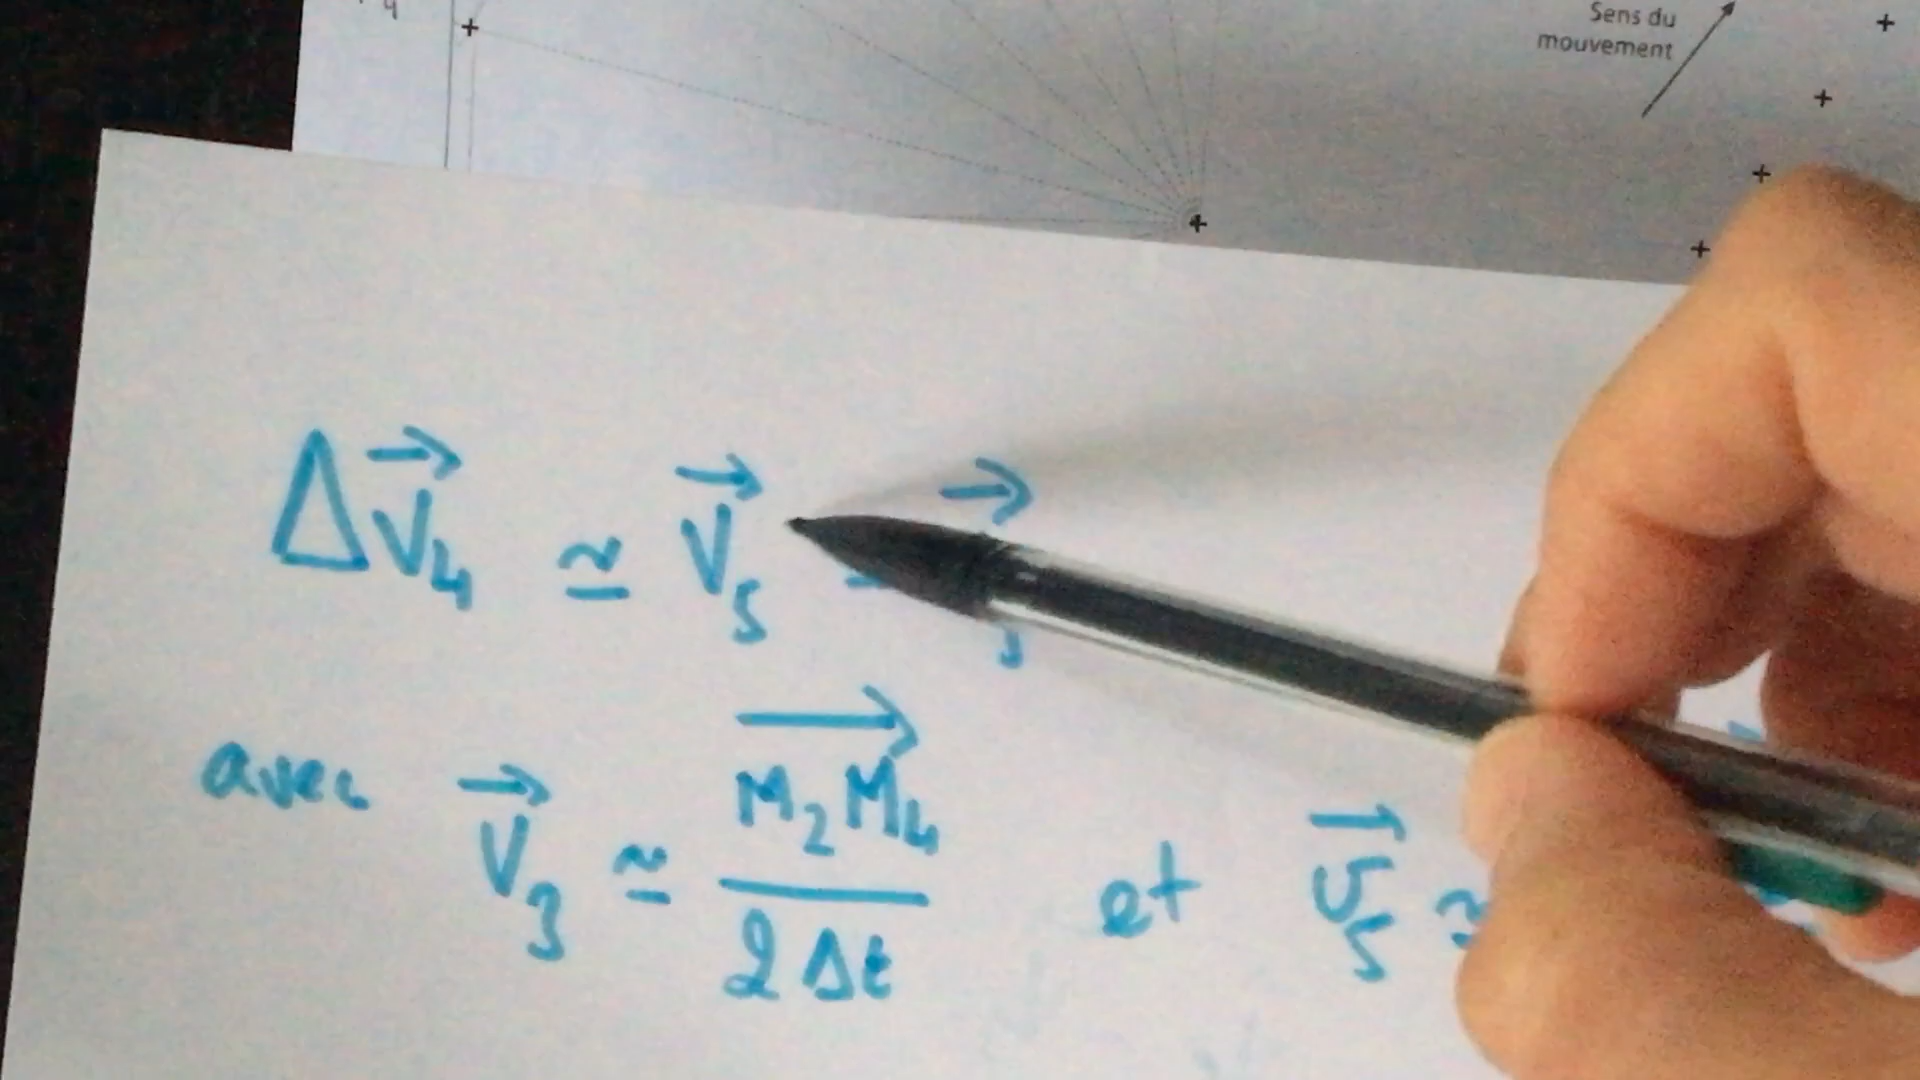 Sens du
mouvement
Δv⃗₄ ≃ v⃗₅ -
avec v⃗₃ ≃ M₂M₄ / 2Δt et v⃗₅ ≃